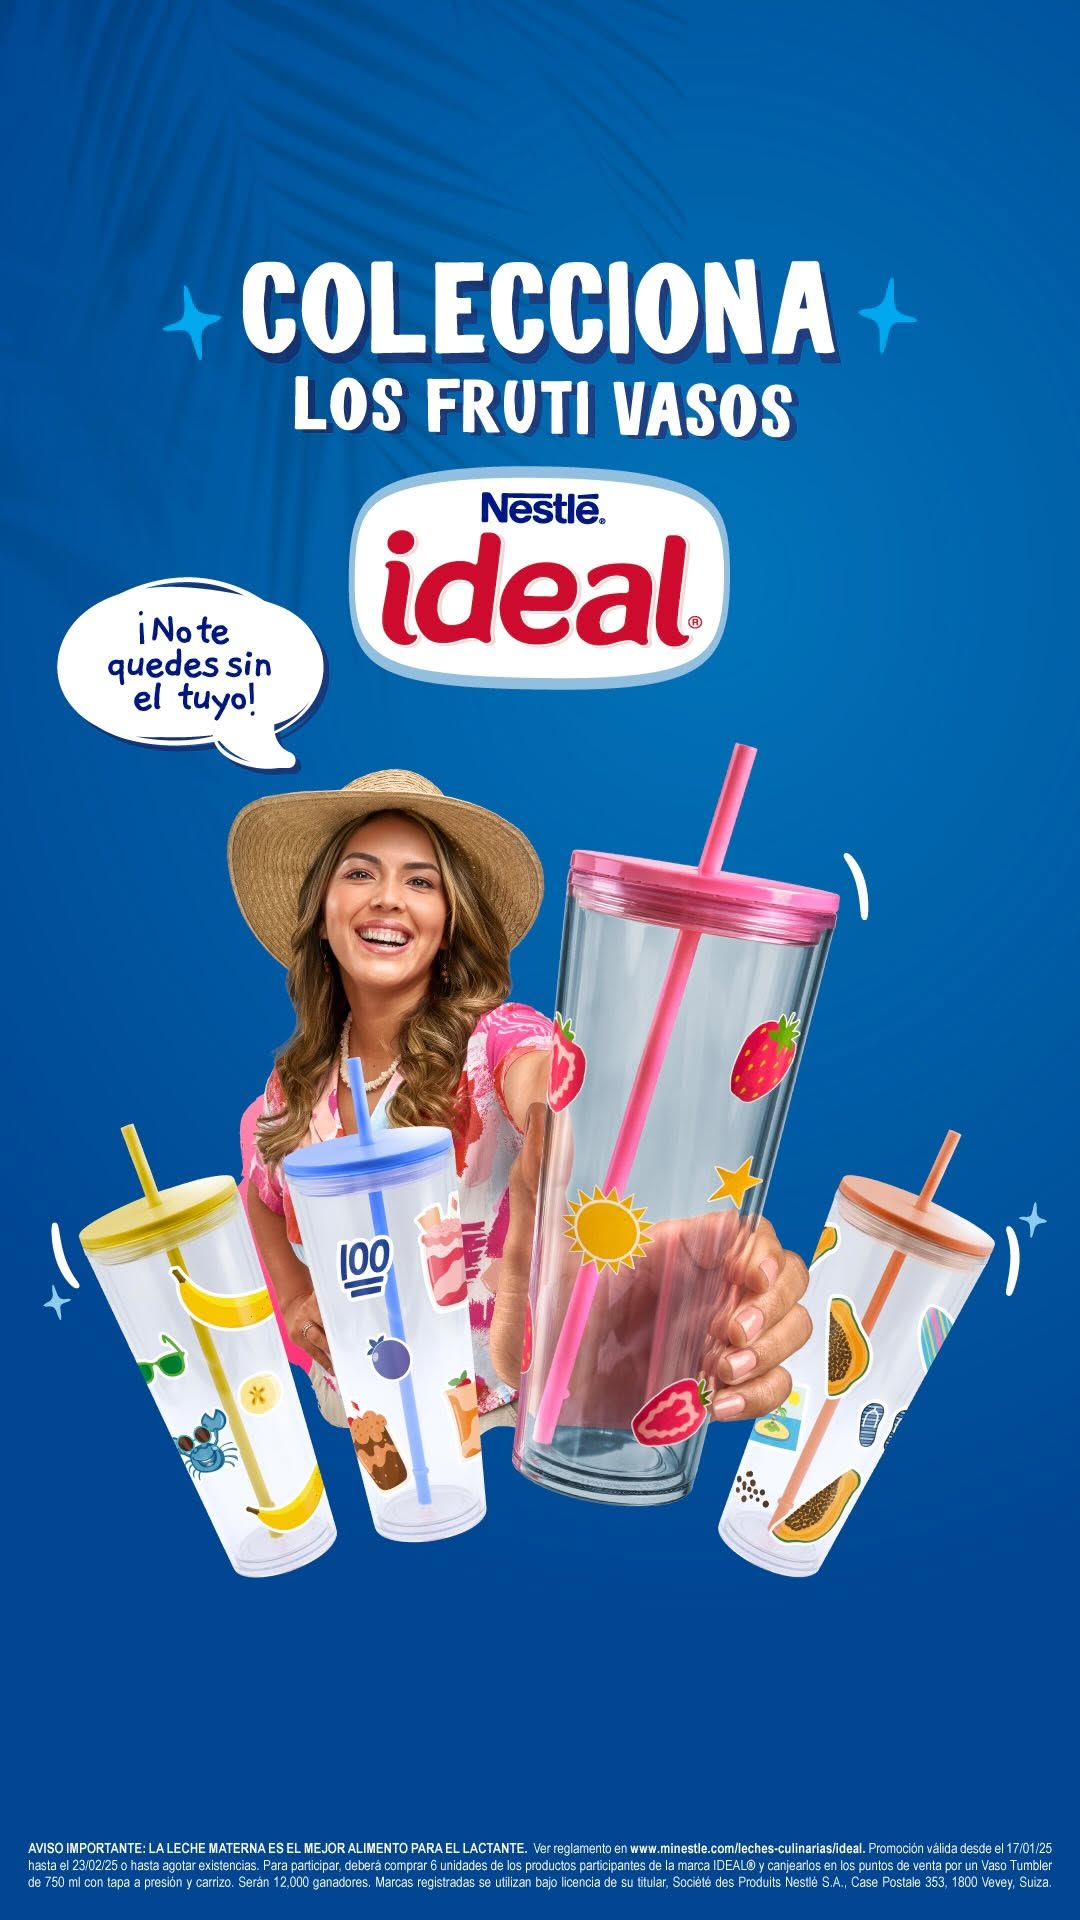 COLECCIONA
LOS FRUTI VASOS
Nestlé®
ideal®
¡No te
quedes sin
el tuyo!
100
AVISO IMPORTANTE: LA LECHE MATERNA ES EL MEJOR ALIMENTO PARA EL LACTANTE. Ver reglamento en www.minestle.com/leches-culinarias/ideal. Promoción válida desde el 17/01/25
hasta el 23/02/25 o hasta agotar existencias. Para participar, deberá comprar 6 unidades de los productos participantes de la marca IDEAL® y canjearlos en los puntos de venta por un Vaso Tumbler
de 750 ml con tapa a presión y carrizo. Serán 12,000 ganadores. Marcas registradas se utilizan bajo licencia de su titular, Société des Produits Nestlé S.A., Case Postale 353, 1800 Vevey, Suiza.